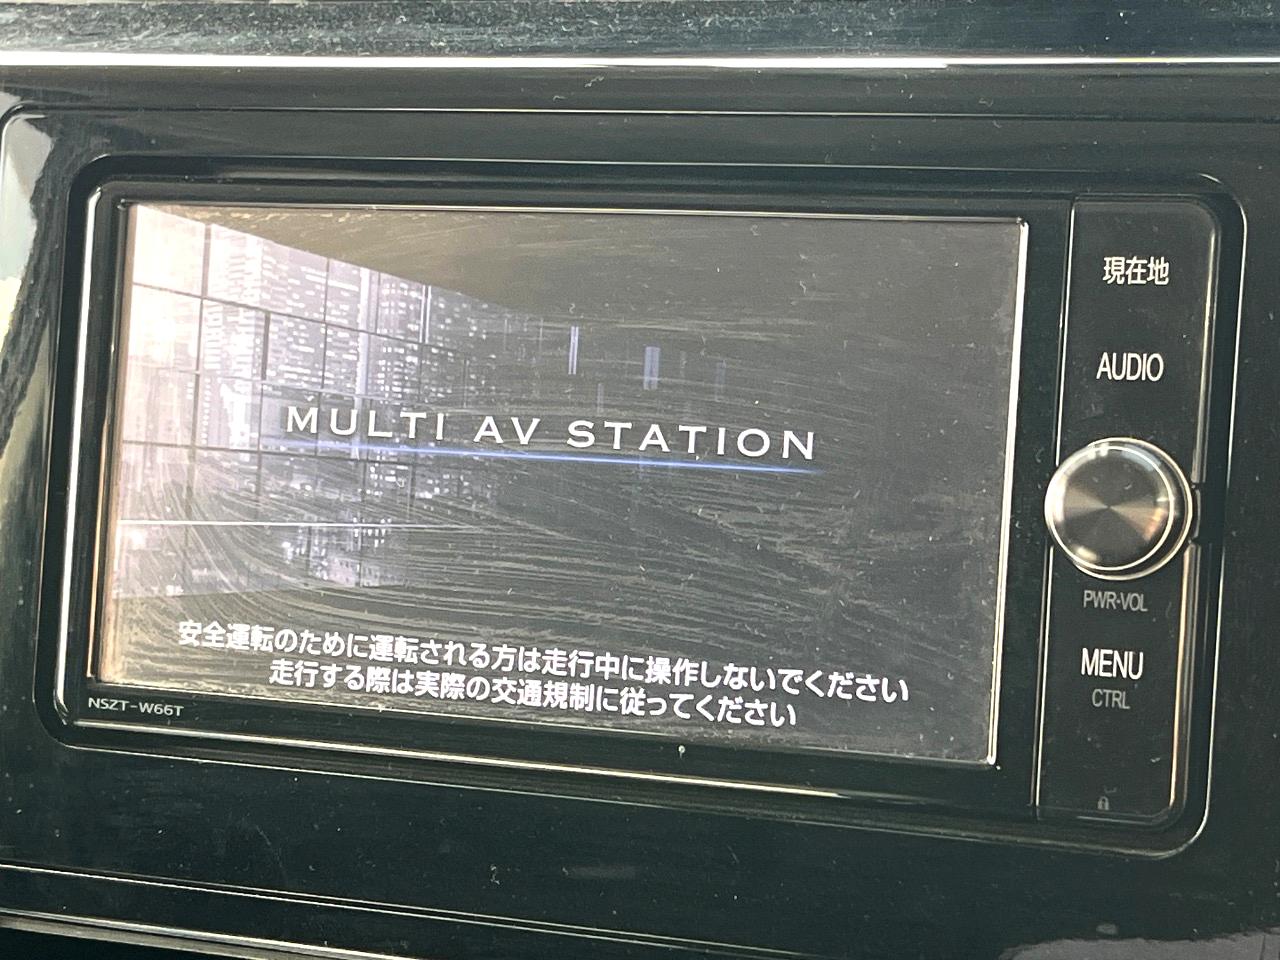 MULTI AV STATION
安全運転のために運転される方は走行中に操作しないでください
走行する際は実際の交通規制に従ってください
NSZT-W66T
現在地
AUDIO
PWR·VOL
MENU
CTRL